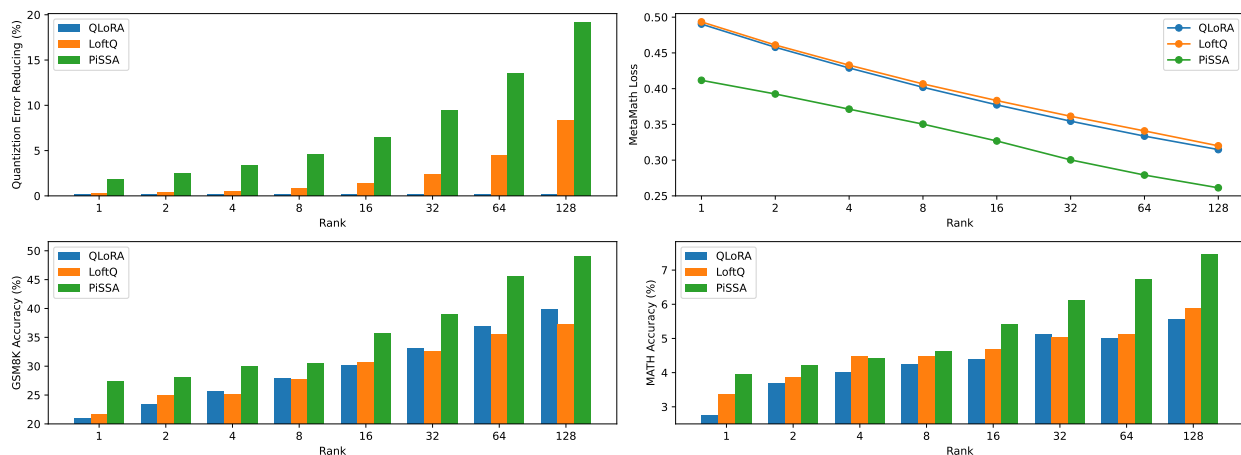 Quantiztion Error Reducing (%)
20
15
10
5
0
QLoRA
LoftQ
PiSSA
1 2 4 8 16 32 64 128
Rank
MetaMath Loss
0.50
0.45
0.40
0.35
0.30
0.25
QLoRA
LoftQ
PiSSA
1 2 4 8 16 32 64 128
Rank
GSM8K Accuracy (%)
50
45
40
35
30
25
20
QLoRA
LoftQ
PiSSA
1 2 4 8 16 32 64 128
Rank
MATH Accuracy (%)
7
6
5
4
3
QLoRA
LoftQ
PiSSA
1 2 4 8 16 32 64 128
Rank